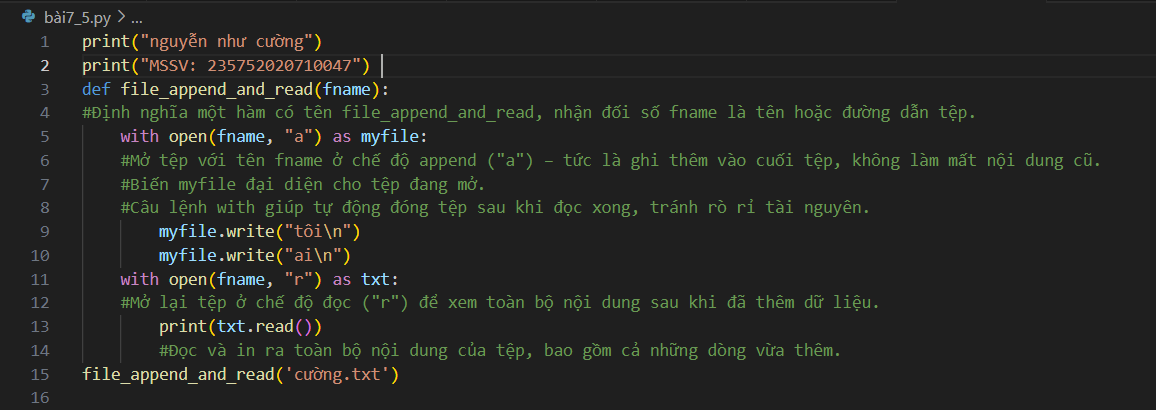 bài7_5.py > ...
1 print("nguyễn như cường")
2 print("MSSV: 235752020710047")
3 def file_append_and_read(fname):
4 #Định nghĩa một hàm có tên file_append_and_read, nhận đối số fname là tên hoặc đường dẫn tệp.
5     with open(fname, "a") as myfile:
6     #Mở tệp với tên fname ở chế độ append ("a") – tức là ghi thêm vào cuối tệp, không làm mất nội dung cũ.
7     #Biến myfile đại diện cho tệp đang mở.
8     #Câu lệnh with giúp tự động đóng tệp sau khi đọc xong, tránh rò rỉ tài nguyên.
9         myfile.write("tôi\n")
10         myfile.write("ai\n")
11     with open(fname, "r") as txt:
12     #Mở lại tệp ở chế độ đọc ("r") để xem toàn bộ nội dung sau khi đã thêm dữ liệu.
13         print(txt.read())
14         #Đọc và in ra toàn bộ nội dung của tệp, bao gồm cả những dòng vừa thêm.
15 file_append_and_read('cường.txt')
16